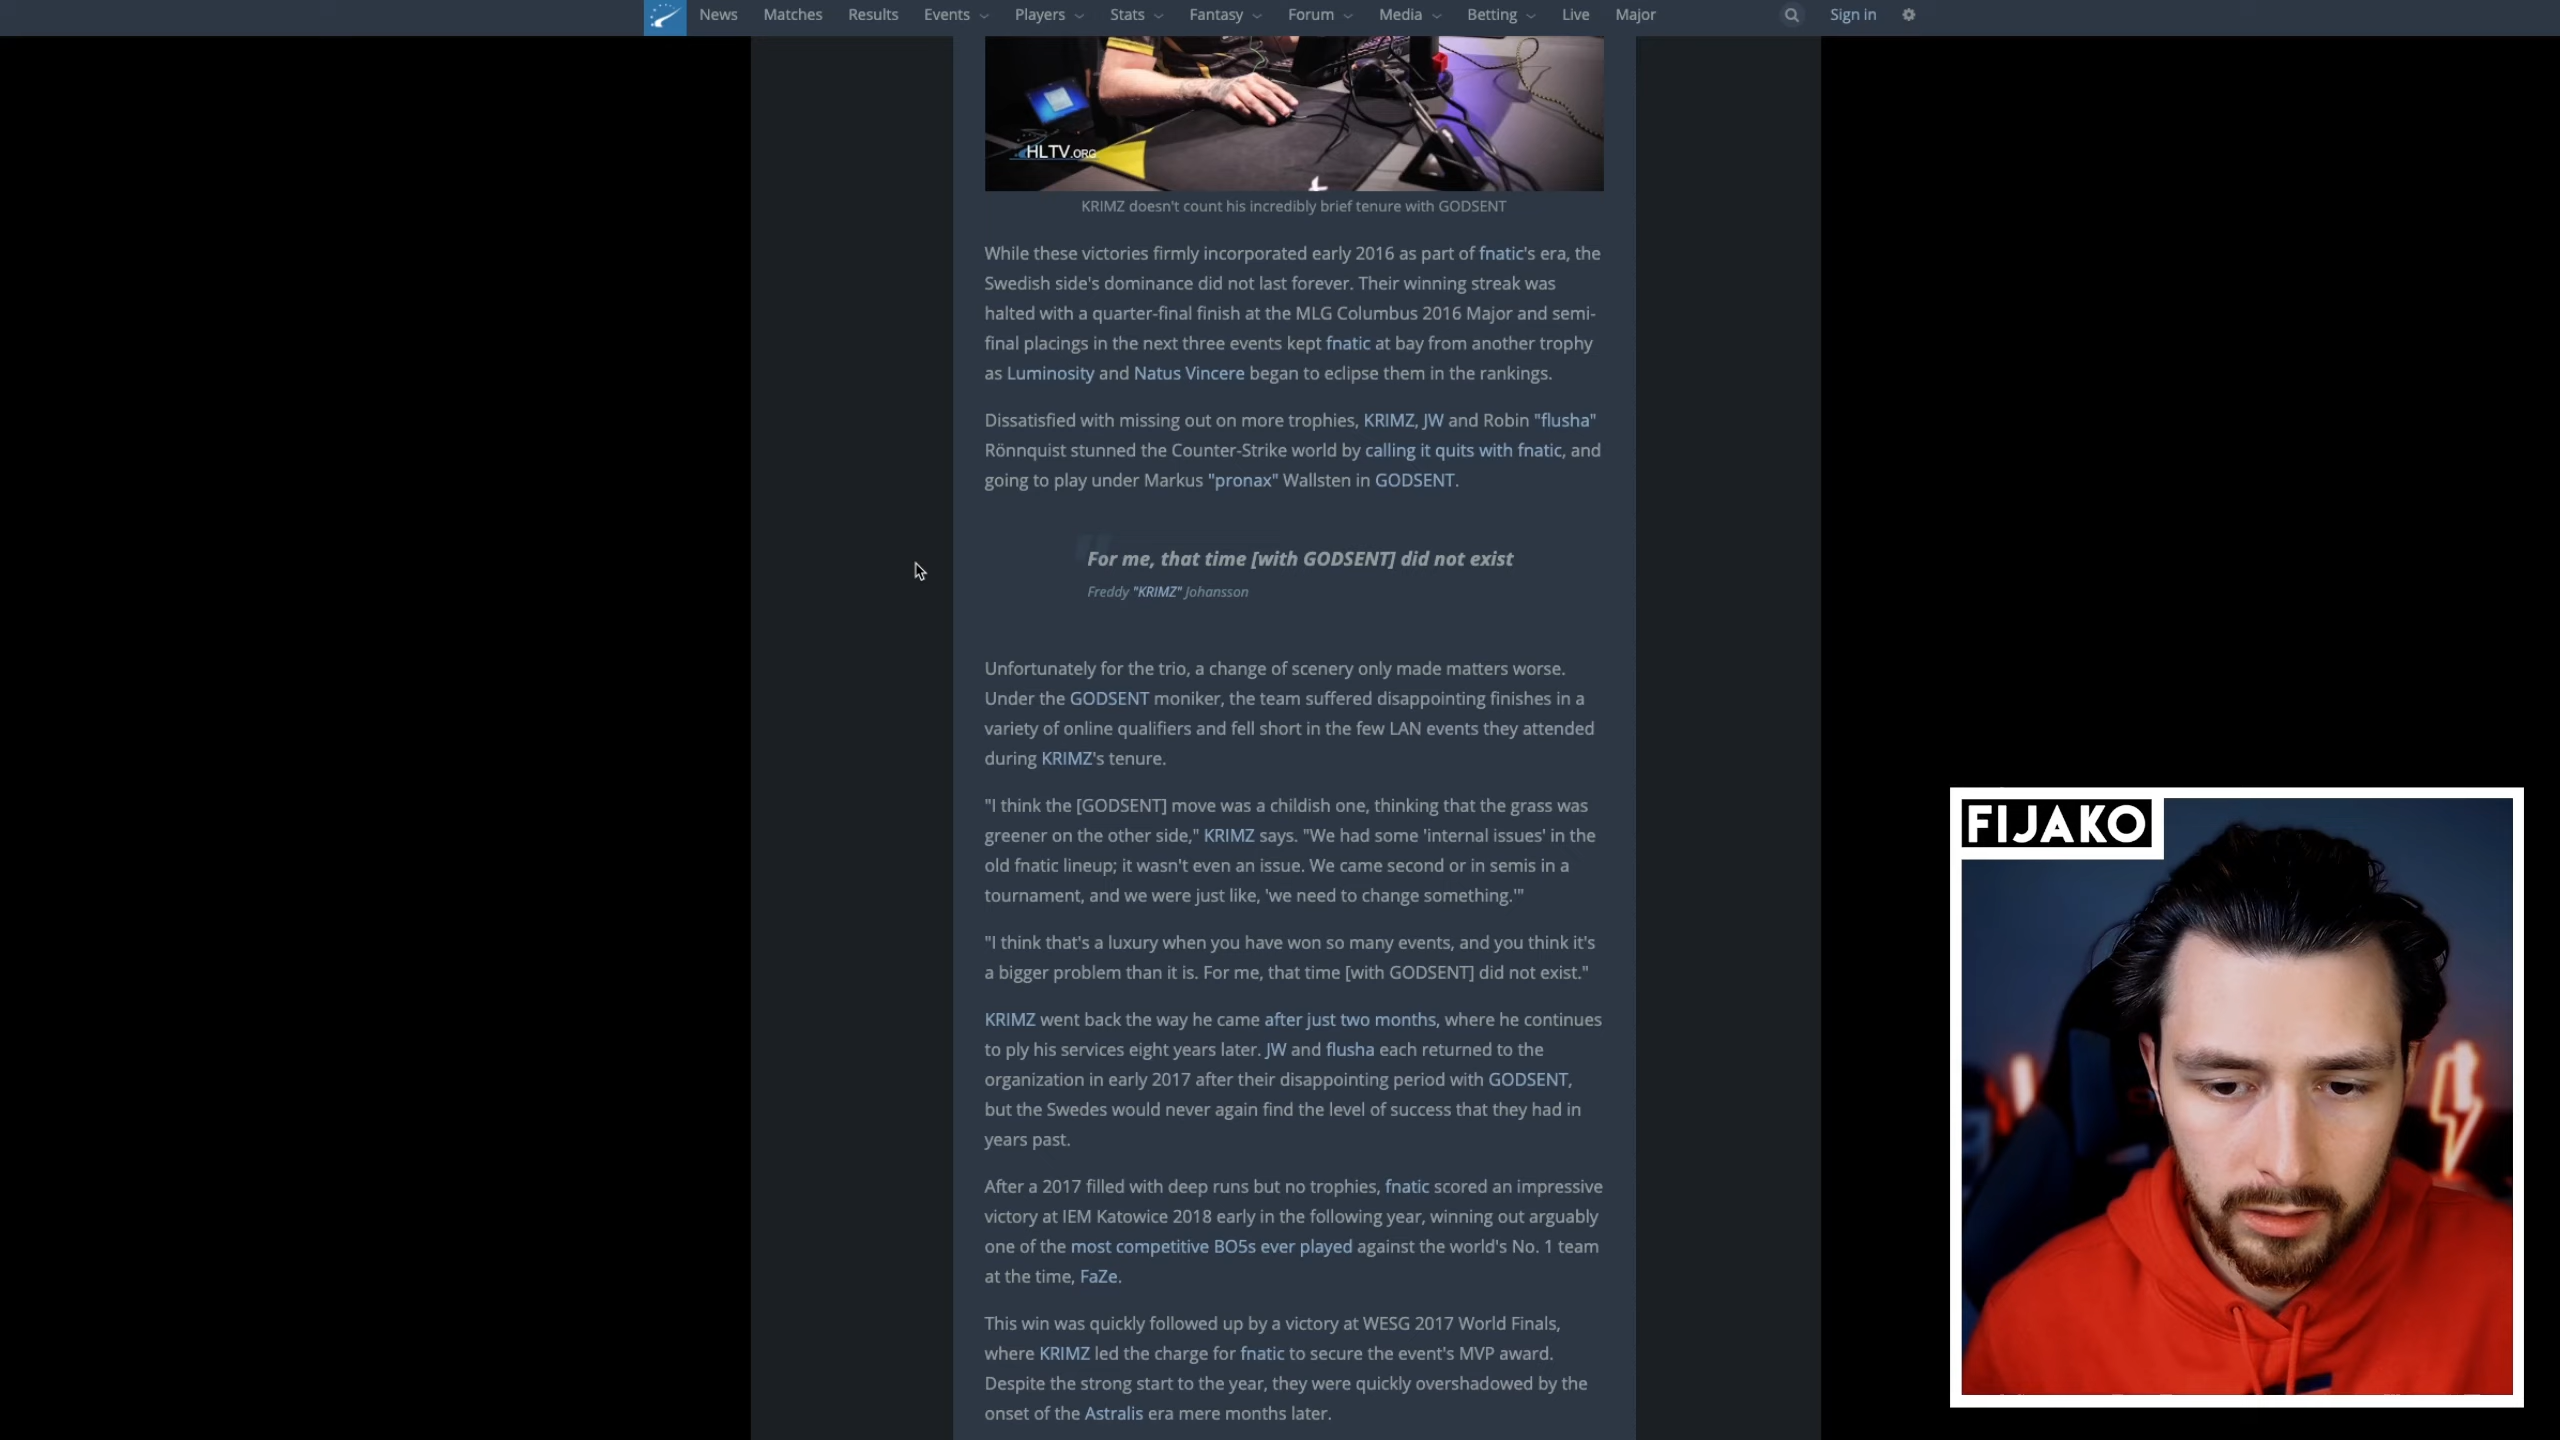 News Matches Results Events Players Stats Fantasy Forum Media Betting Live Major Sign in
HLTV.ORG
KRIMZ doesn't count his incredibly brief tenure with GODSENT
While these victories firmly incorporated early 2016 as part of fnatic's era, the
Swedish side's dominance did not last forever. Their winning streak was
halted with a quarter-final finish at the MLG Columbus 2016 Major and semi-
final placings in the next three events kept fnatic at bay from another trophy
as Luminosity and Natus Vincere began to eclipse them in the rankings.
Dissatisfied with missing out on more trophies, KRIMZ, JW and Robin "flusha"
Rönnquist stunned the Counter-Strike world by calling it quits with fnatic, and
going to play under Markus "pronax" Wallsten in GODSENT.
For me, that time [with GODSENT] did not exist
Freddy "KRIMZ" Johansson
Unfortunately for the trio, a change of scenery only made matters worse.
Under the GODSENT moniker, the team suffered disappointing finishes in a
variety of online qualifiers and fell short in the few LAN events they attended
during KRIMZ's tenure.
"I think the [GODSENT] move was a childish one, thinking that the grass was
greener on the other side," KRIMZ says. "We had some 'internal issues' in the
old fnatic lineup; it wasn't even an issue. We came second or in semis in a
tournament, and we were just like, 'we need to change something.'"
"I think that's a luxury when you have won so many events, and you think it's
a bigger problem than it is. For me, that time [with GODSENT] did not exist."
KRIMZ went back the way he came after just two months, where he continues
to ply his services eight years later. JW and flusha each returned to the
organization in early 2017 after their disappointing period with GODSENT,
but the Swedes would never again find the level of success that they had in
years past.
After a 2017 filled with deep runs but no trophies, fnatic scored an impressive
victory at IEM Katowice 2018 early in the following year, winning out arguably
one of the most competitive BO5s ever played against the world's No. 1 team
at the time, FaZe.
This win was quickly followed up by a victory at WESG 2017 World Finals,
where KRIMZ led the charge for fnatic to secure the event's MVP award.
Despite the strong start to the year, they were quickly overshadowed by the
onset of the Astralis era mere months later.
FIJAKO